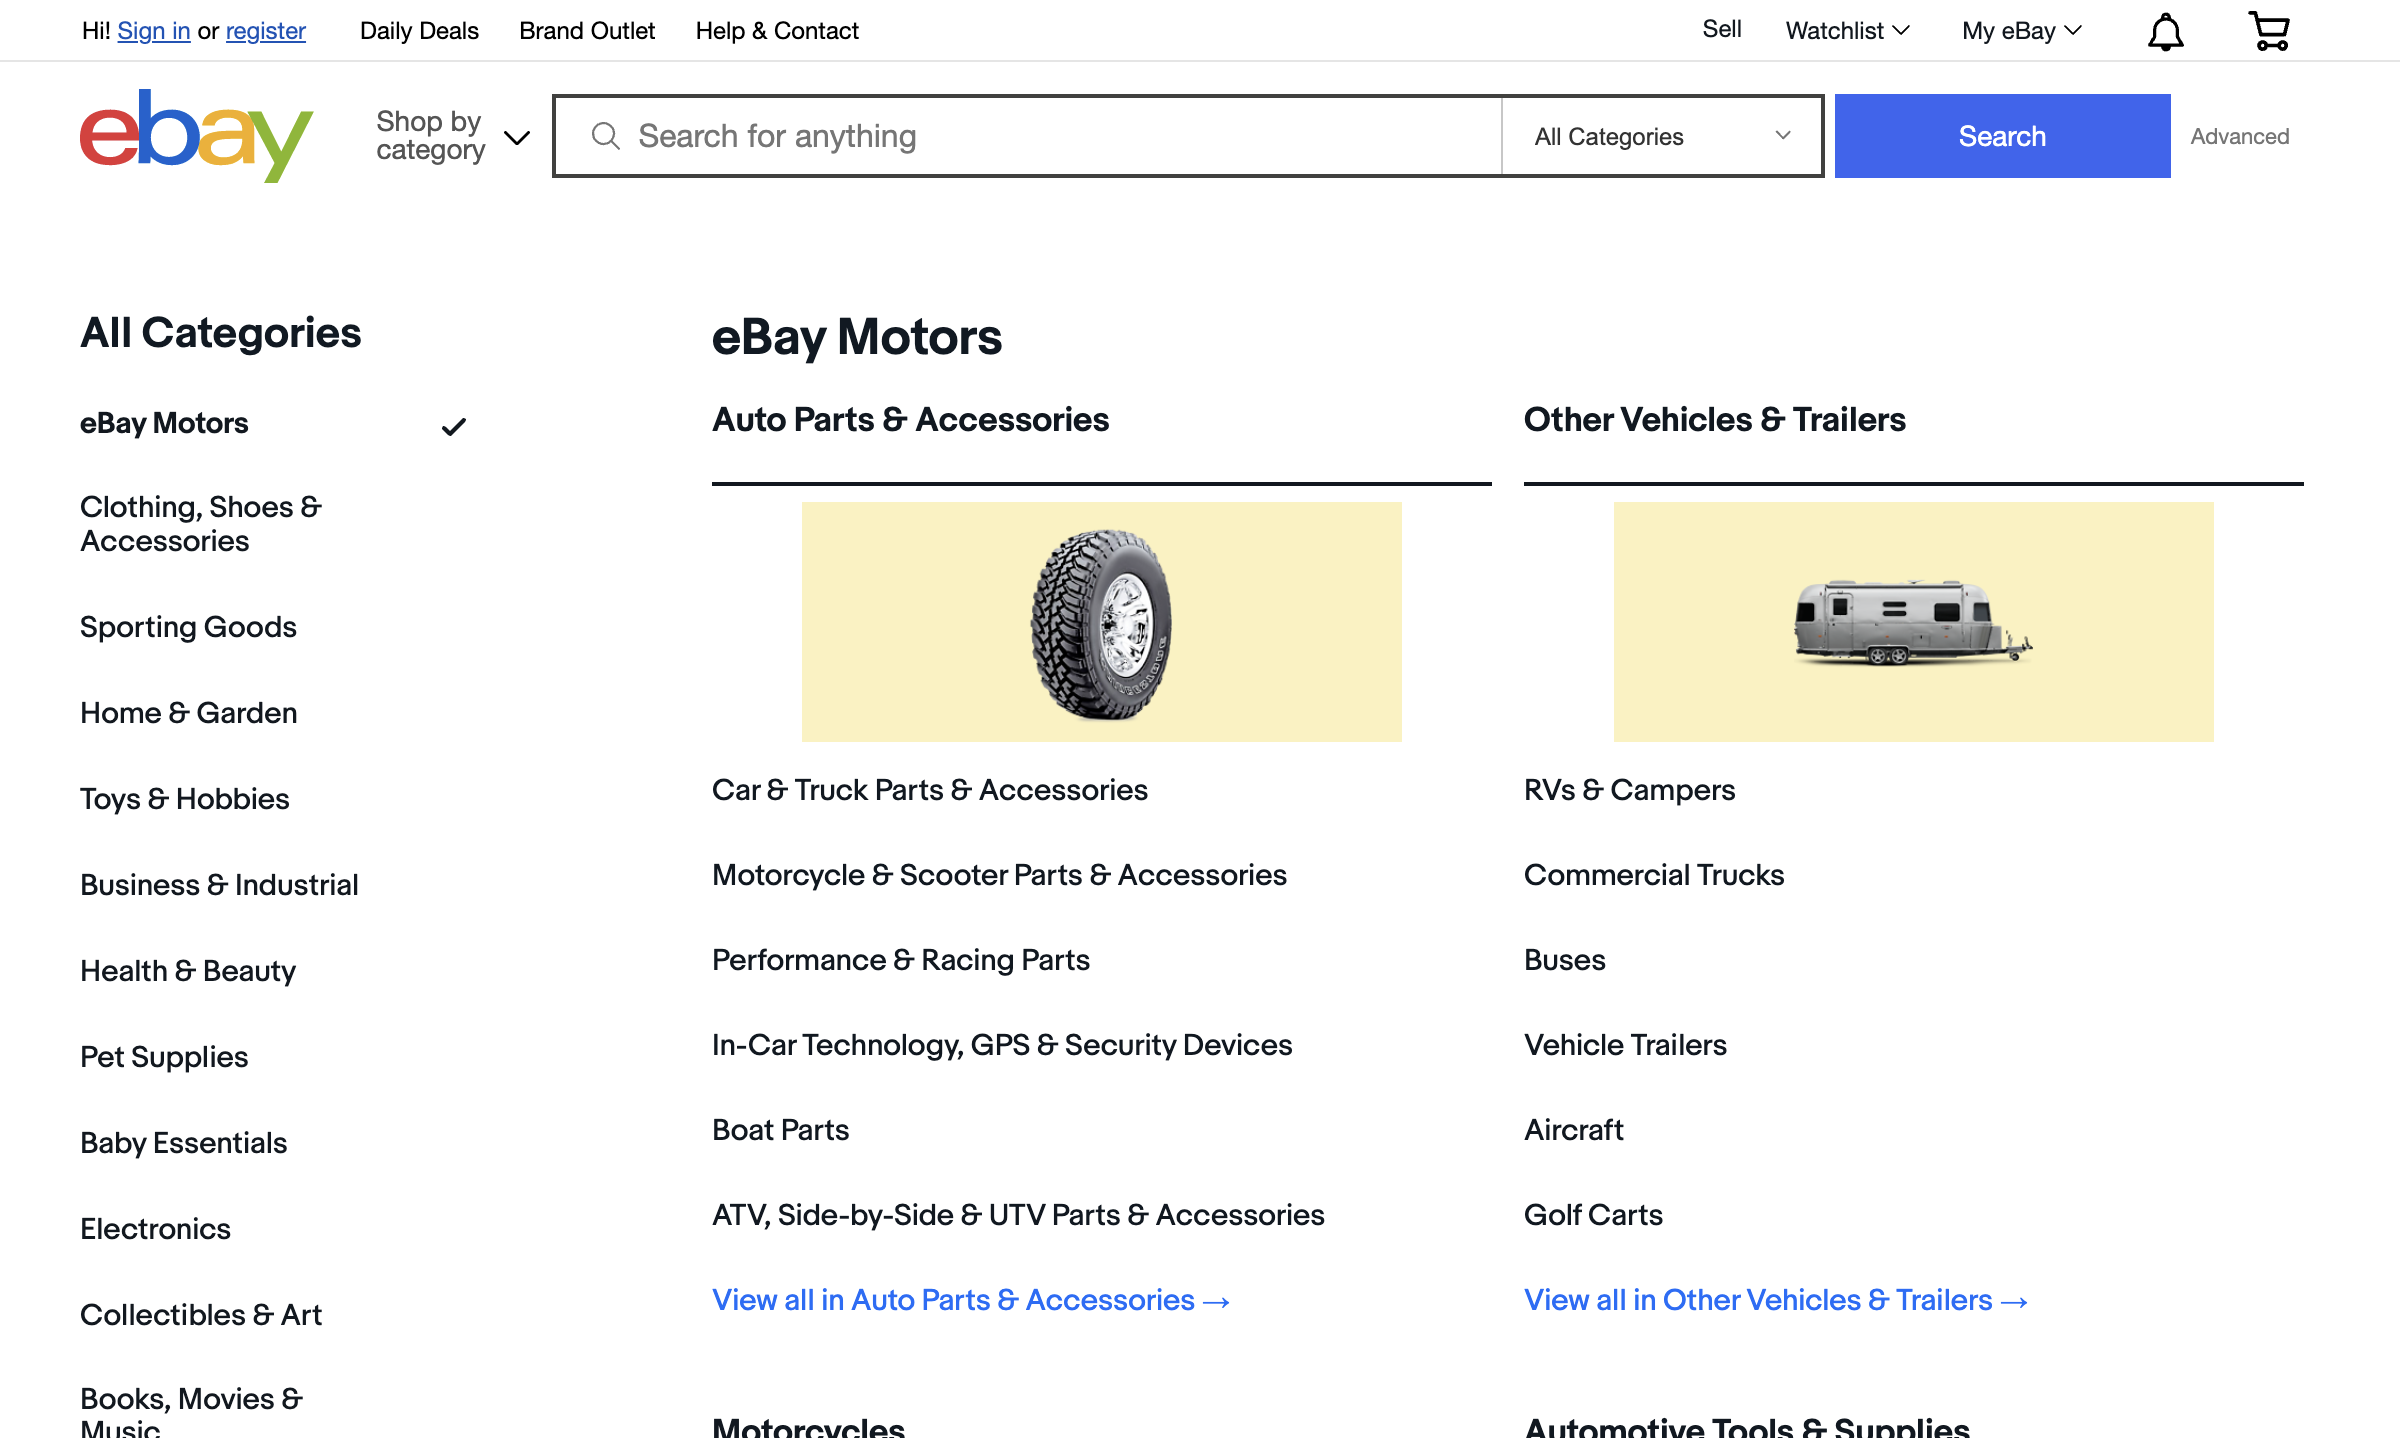 Hi! Sign in or register
Daily Deals
Brand Outlet
Help & Contact
Sell
Watchlist
My eBay
ebay
Shop by
category
Search for anything
All Categories
Search
Advanced
All Categories
eBay Motors
Clothing, Shoes &
Accessories
Sporting Goods
Home & Garden
Toys & Hobbies
Business & Industrial
Health & Beauty
Pet Supplies
Baby Essentials
Electronics
Collectibles & Art
Books, Movies &
Music
eBay Motors
Auto Parts & Accessories
Car & Truck Parts & Accessories
Motorcycle & Scooter Parts & Accessories
Performance & Racing Parts
In-Car Technology, GPS & Security Devices
Boat Parts
ATV, Side-by-Side & UTV Parts & Accessories
View all in Auto Parts & Accessories →
Motorcycles
Other Vehicles & Trailers
RVs & Campers
Commercial Trucks
Buses
Vehicle Trailers
Aircraft
Golf Carts
View all in Other Vehicles & Trailers →
Automotive Tools & Supplies